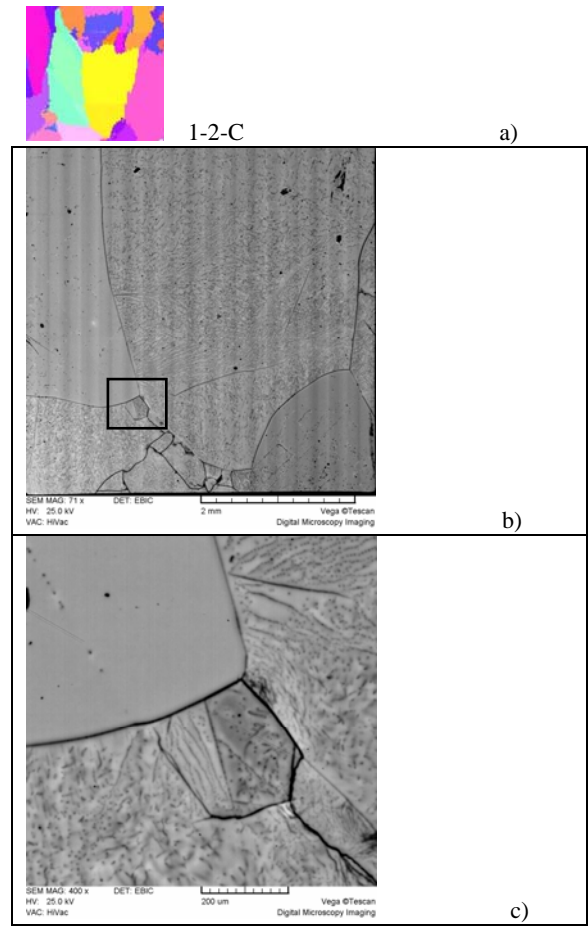 1-2-C a)
SEM MAG: 71 x DET: EBIC
HV: 25.0 kV 2 mm Vega ©Tescan
VAC: HiVac Digital Microscopy Imaging
b)
SEM MAG: 400 x DET: EBIC
HV: 25.0 kV 200 um Vega ©Tescan
VAC: HiVac Digital Microscopy Imaging
c)